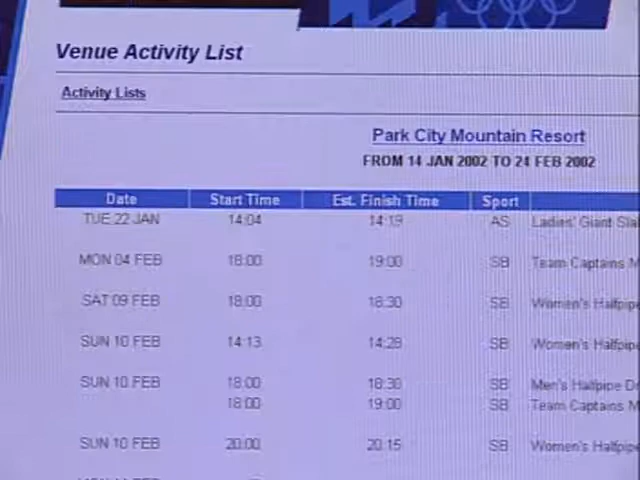 Venue Activity List
Activity Lists
Park City Mountain Resort
FROM 14 JAN 2002 TO 24 FEB 2002
Date Start Time Est. Finish Time Sport
TUE 22 JAN 14:04 14:19 AS Ladies' Giant Sla
MON 04 FEB 18:00 19:00 SB Team Captains M
SAT 09 FEB 18:00 18:30 SB Women's Halfpipe
SUN 10 FEB 14:13 14:28 SB Women's Halfpipe
SUN 10 FEB 18:00 18:30 SB Men's Halfpipe Dr
18:00 19:00 SB Team Captains M
SUN 10 FEB 20:00 20:15 SB Women's Halfpipe